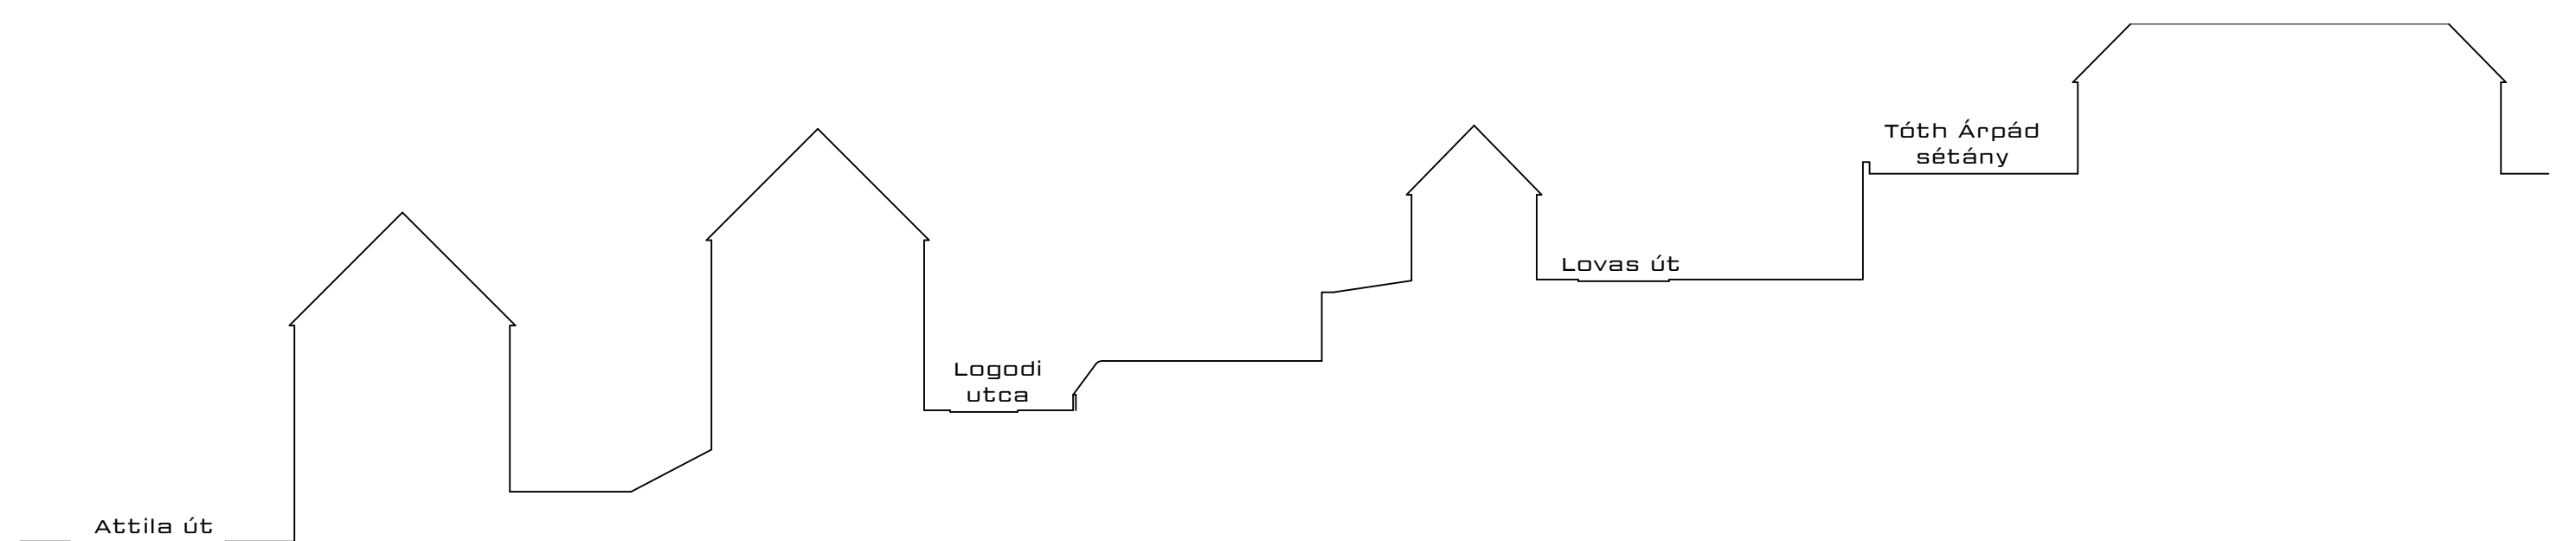 Attila út
Logodi
utca
Lovas út
Tóth Árpád
sétány